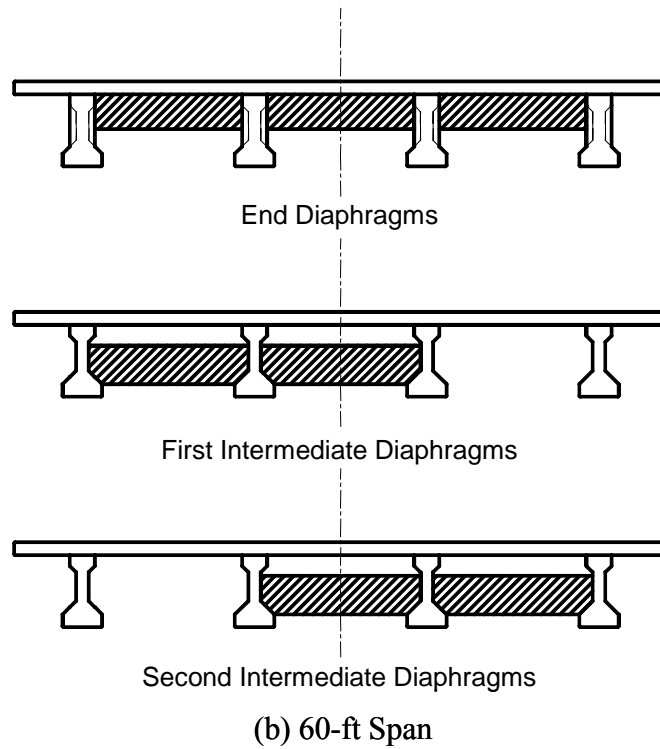 End Diaphragms
First Intermediate Diaphragms
Second Intermediate Diaphragms
(b) 60-ft Span